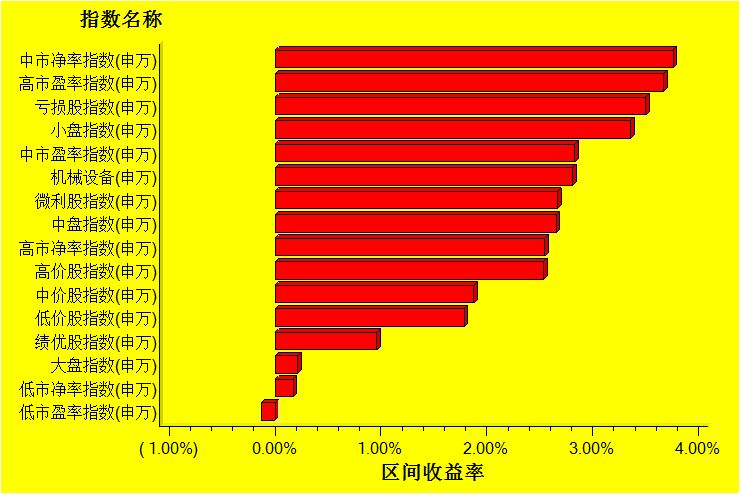 指数名称
中市净率指数(申万)
高市盈率指数(申万)
亏损股指数(申万)
小盘指数(申万)
中市盈率指数(申万)
机械设备(申万)
微利股指数(申万)
中盘指数(申万)
高市净率指数(申万)
高价股指数(申万)
中价股指数(申万)
低价股指数(申万)
绩优股指数(申万)
大盘指数(申万)
低市净率指数(申万)
低市盈率指数(申万)
( 1.00%) 0.00% 1.00% 2.00% 3.00% 4.00%
区间收益率